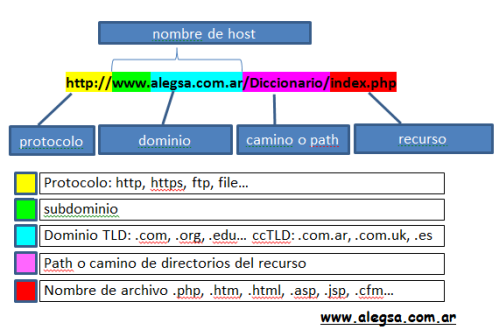 nombre de host
http://www.alegsa.com.ar/Diccionario/index.php
protocolo
dominio
camino o path
recurso
Protocolo: http, https, ftp, file...
subdominio
Dominio TLD: .com, .org, .edu... ccTLD: .com.ar, .com.uk, .es
Path o camino de directorios del recurso
Nombre de archivo .php, .htm, .html, .asp, .jsp, .cfm...
www.alegsa.com.ar